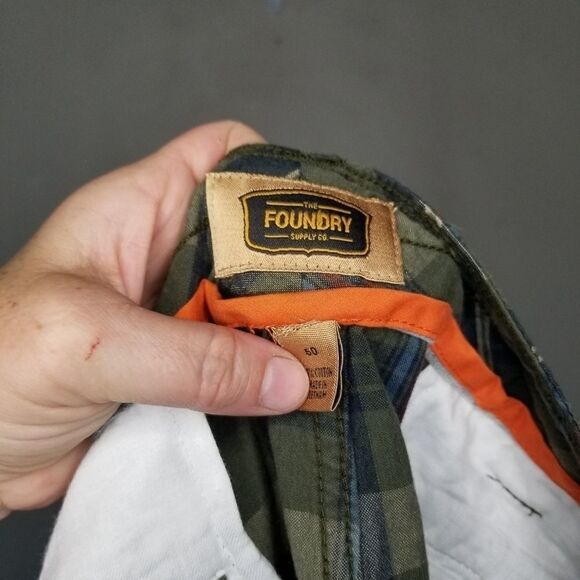 THE
FOUNDRY
SUPPLY CO.
50
COTTON
MADE IN